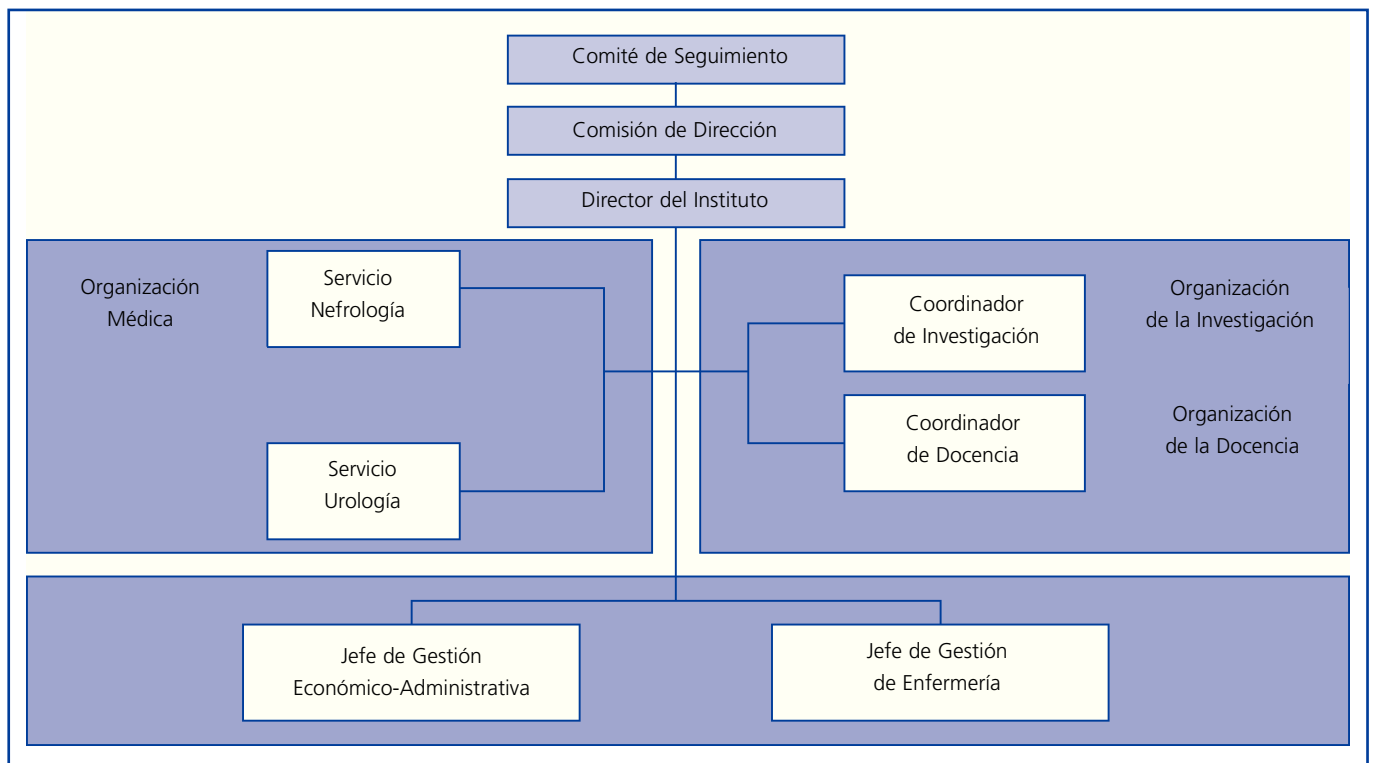 Comité de Seguimiento
Comisión de Dirección
Director del Instituto
Organización
Médica
Servicio
Nefrología
Servicio
Urología
Coordinador
de Investigación
Organización
de la Investigación
Coordinador
de Docencia
Organización
de la Docencia
Jefe de Gestión
Económico-Administrativa
Jefe de Gestión
de Enfermería